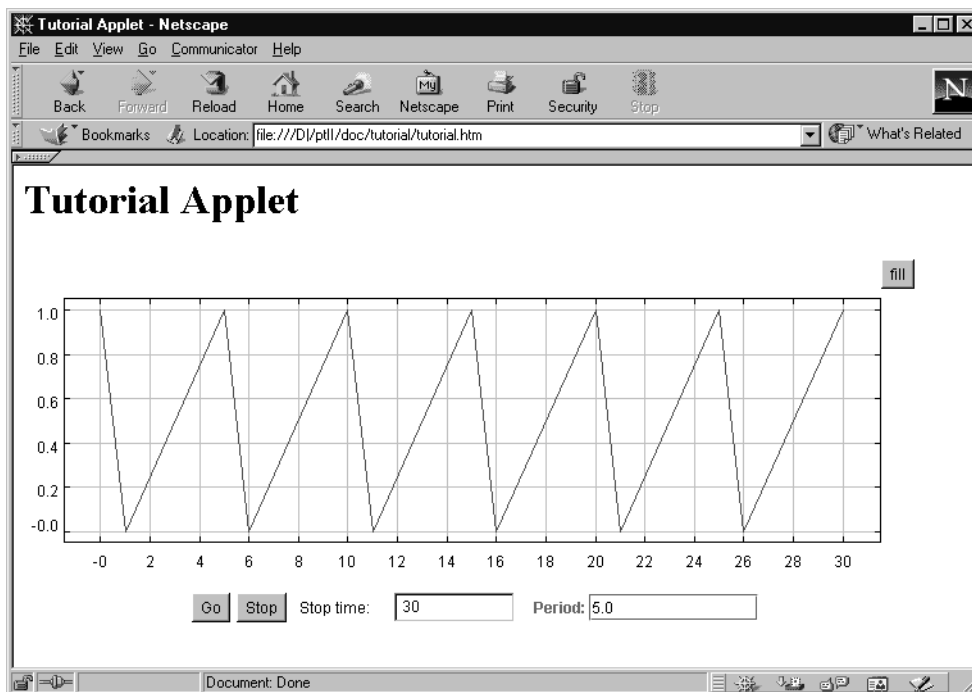 Tutorial Applet - Netscape
File Edit View Go Communicator Help
Back Forward Reload Home Search Netscape Print Security Stop
My
N
Bookmarks Location: file:///D|/ptII/doc/tutorial/tutorial.htm What's Related
Tutorial Applet
fill
1.0
0.8
0.6
0.4
0.2
-0.0
-0 2 4 6 8 10 12 14 16 18 20 22 24 26 28 30
Go Stop Stop time: 30 Period: 5.0
Document: Done